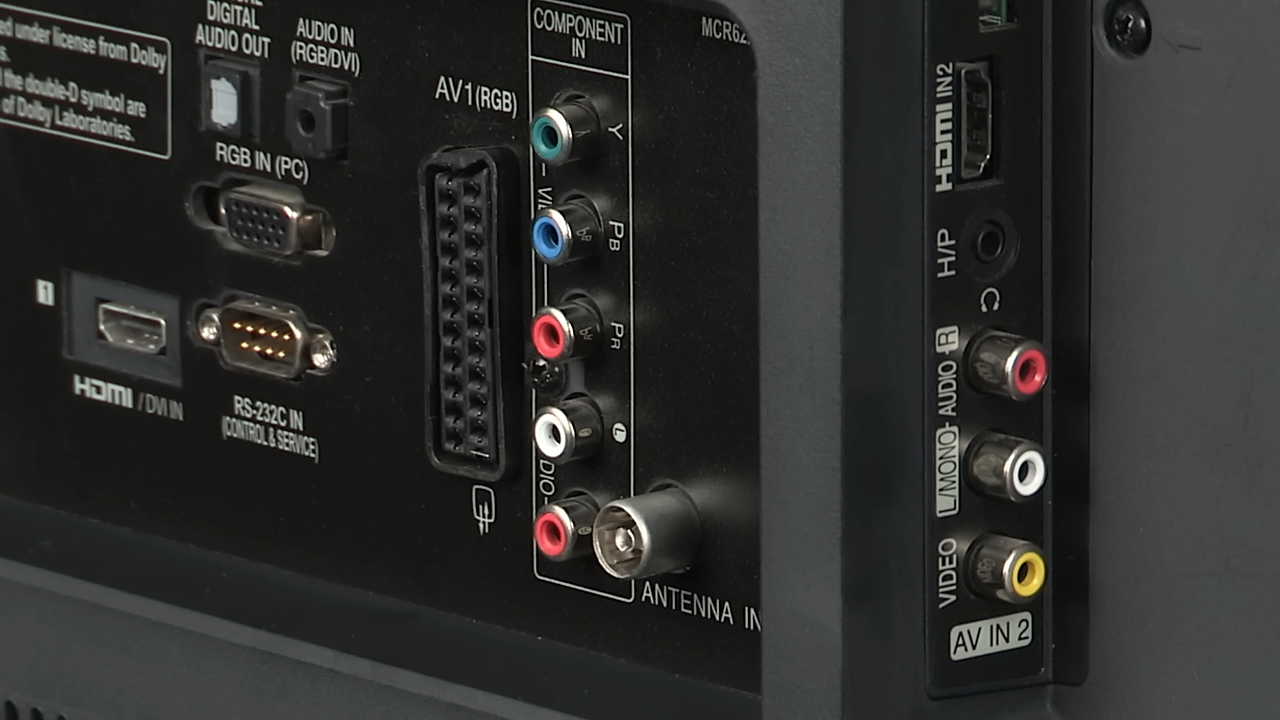 under license from Dolby
the double-D symbol are
of Dolby Laboratories.
DIGITAL
AUDIO OUT
AUDIO IN
(RGB/DVI)
RGB IN (PC)
1
HDMI / DVI IN
RS-232C IN
(CONTROL & SERVICE)
AV1(RGB)
COMPONENT
IN
Y
PB
PR
L
ANTENNA IN
HDMI IN2
H/P
L/MONO-AUDIO-R
VIDEO
AV IN 2